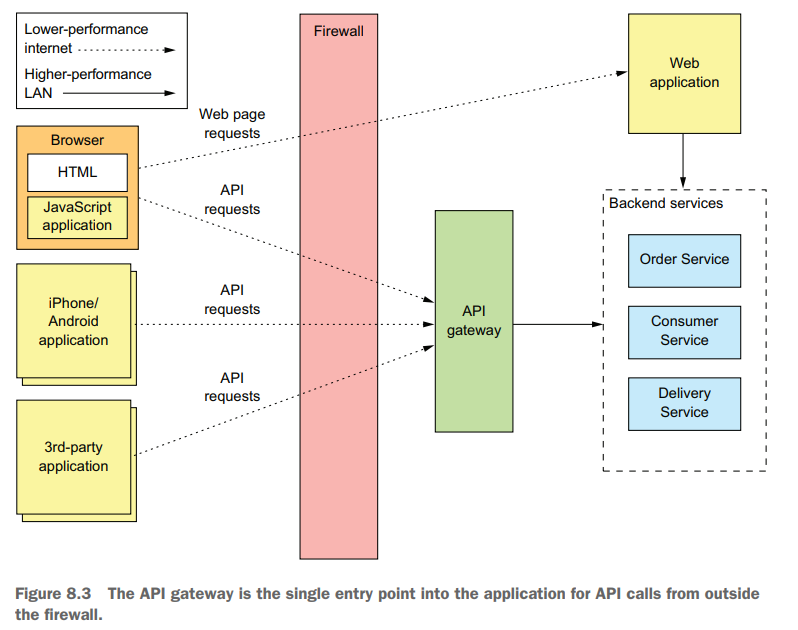 Lower-performance
internet
Higher-performance
LAN
Firewall
Web
application
Web page
requests
Browser
HTML
JavaScript
application
API
requests
Backend services
Order Service
Consumer
Service
Delivery
Service
API
gateway
iPhone/
Android
application
API
requests
API
requests
3rd-party
application
Figure 8.3 The API gateway is the single entry point into the application for API calls from outside
the firewall.